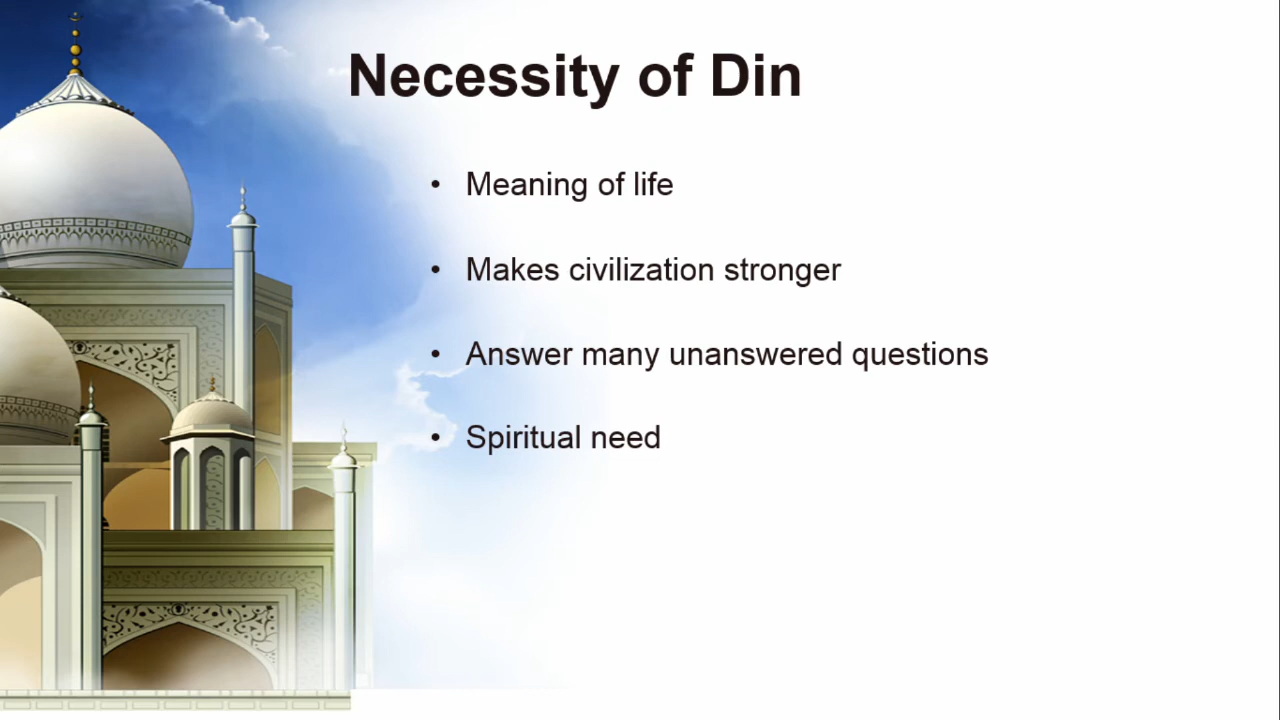 Necessity of Din
• Meaning of life
• Makes civilization stronger
• Answer many unanswered questions
• Spiritual need